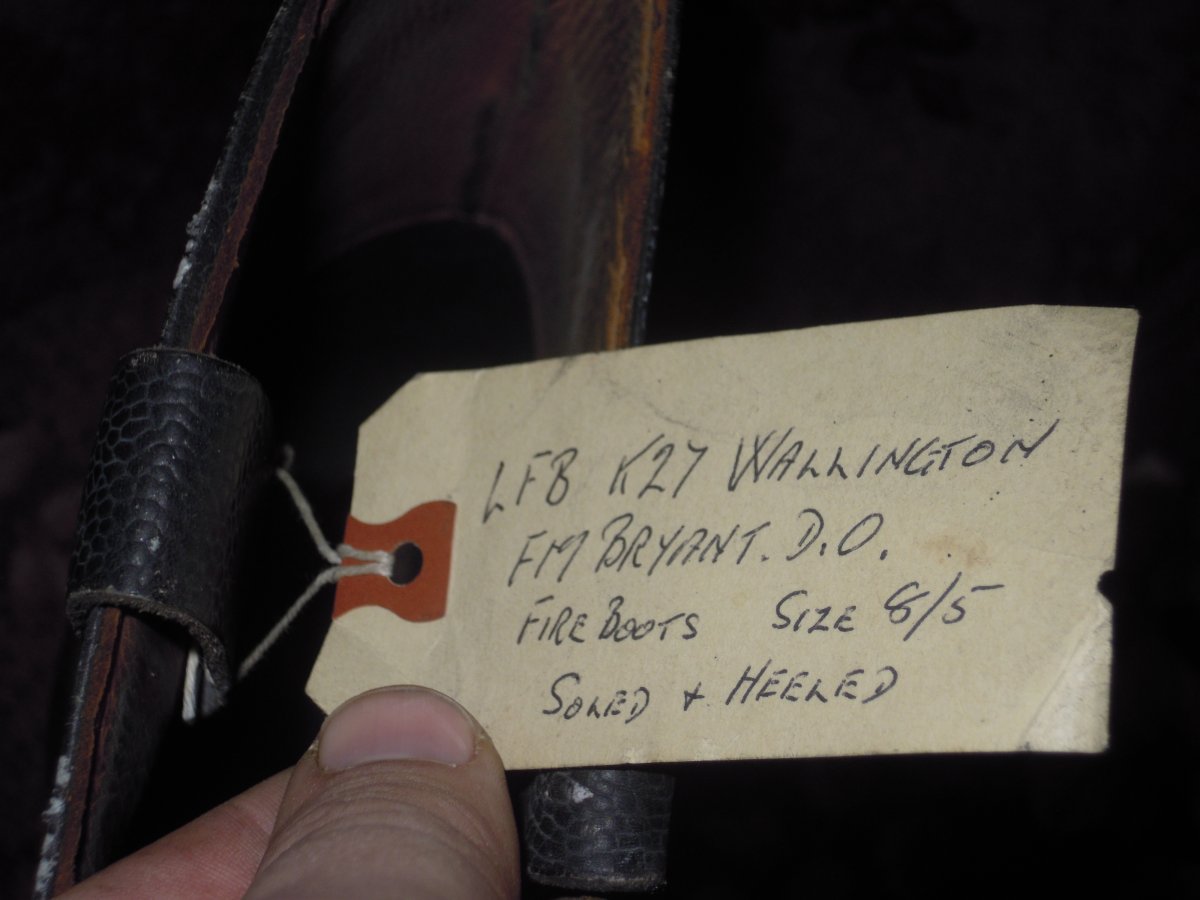 LFB K27 WALLINGTON
FM BRYANT. D.O.
FIRE BOOTS SIZE 8/5
SOLED + HEELED